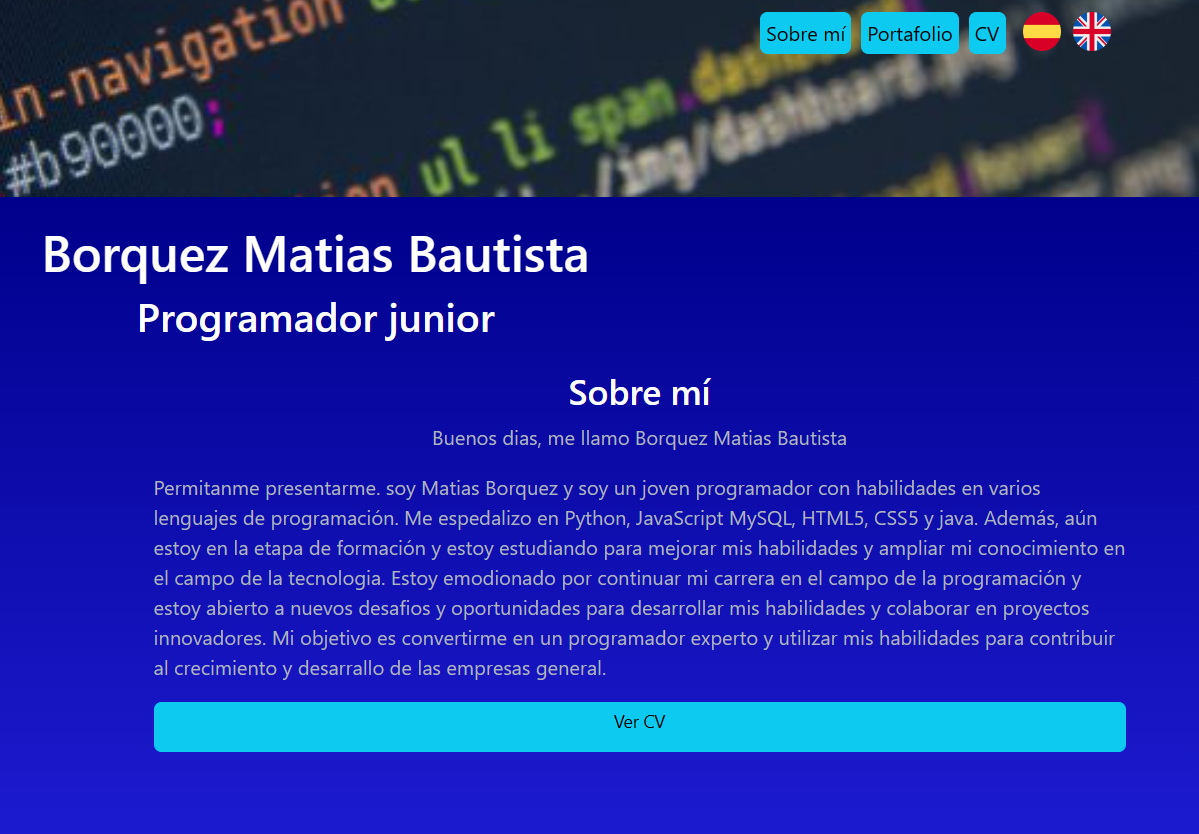 in-navigation ul
#b90000;
ul li span.dashboard
/img/dashboard.jpg
dashboard:hover{
Sobre mí Portafolio CV
Borquez Matias Bautista
Programador junior
Sobre mí
Buenos dias, me llamo Borquez Matias Bautista
Permitanme presentarme. soy Matias Borquez y soy un joven programador con habilidades en varios
lenguajes de programación. Me espedalizo en Python, JavaScript MySQL, HTML5, CSS5 y java. Además, aún
estoy en la etapa de formación y estoy estudiando para mejorar mis habilidades y ampliar mi conocimiento en
el campo de la tecnologia. Estoy emodionado por continuar mi carrera en el campo de la programación y
estoy abierto a nuevos desafios y oportunidades para desarrollar mis habilidades y colaborar en proyectos
innovadores. Mi objetivo es convertirme en un programador experto y utilizar mis habilidades para contribuir
al crecimiento y desarrallo de las empresas general.
Ver CV